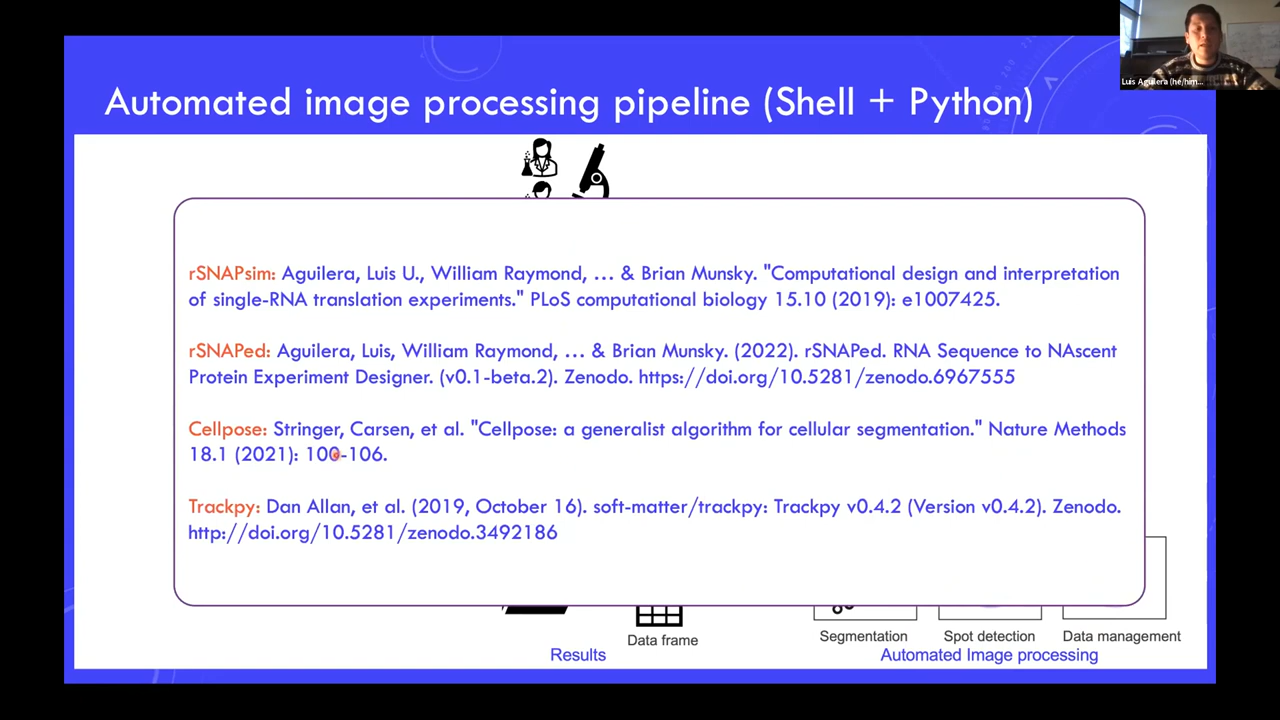 Luis Aguilera (he/him...
Automated image processing pipeline (Shell + Python)
rSNAPsim: Aguilera, Luis U., William Raymond, … & Brian Munsky. "Computational design and interpretation
of single-RNA translation experiments." PLoS computational biology 15.10 (2019): e1007425.
rSNAPed: Aguilera, Luis, William Raymond, … & Brian Munsky. (2022). rSNAPed. RNA Sequence to NAscent
Protein Experiment Designer. (v0.1-beta.2). Zenodo. https://doi.org/10.5281/zenodo.6967555
Cellpose: Stringer, Carsen, et al. "Cellpose: a generalist algorithm for cellular segmentation." Nature Methods
18.1 (2021): 100-106.
Trackpy: Dan Allan, et al. (2019, October 16). soft-matter/trackpy: Trackpy v0.4.2 (Version v0.4.2). Zenodo.
http://doi.org/10.5281/zenodo.3492186
Data frame
Segmentation
Spot detection
Data management
Results
Automated Image processing